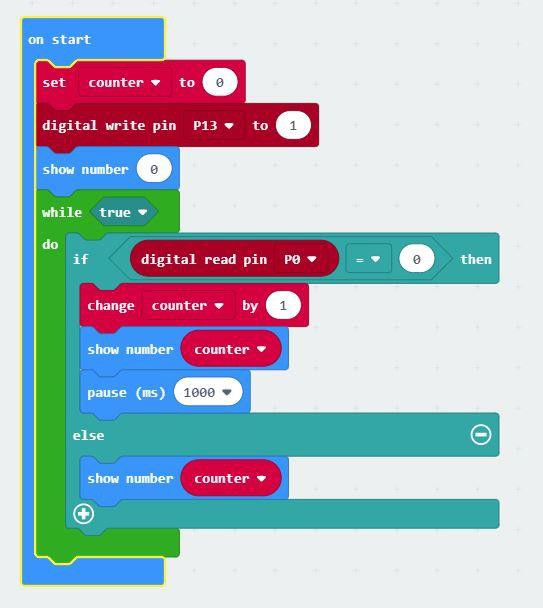 on start
set counter to 0
digital write pin P13 to 1
show number 0
while true
do
if digital read pin P0 = 0 then
change counter by 1
show number counter
pause (ms) 1000
else
show number counter